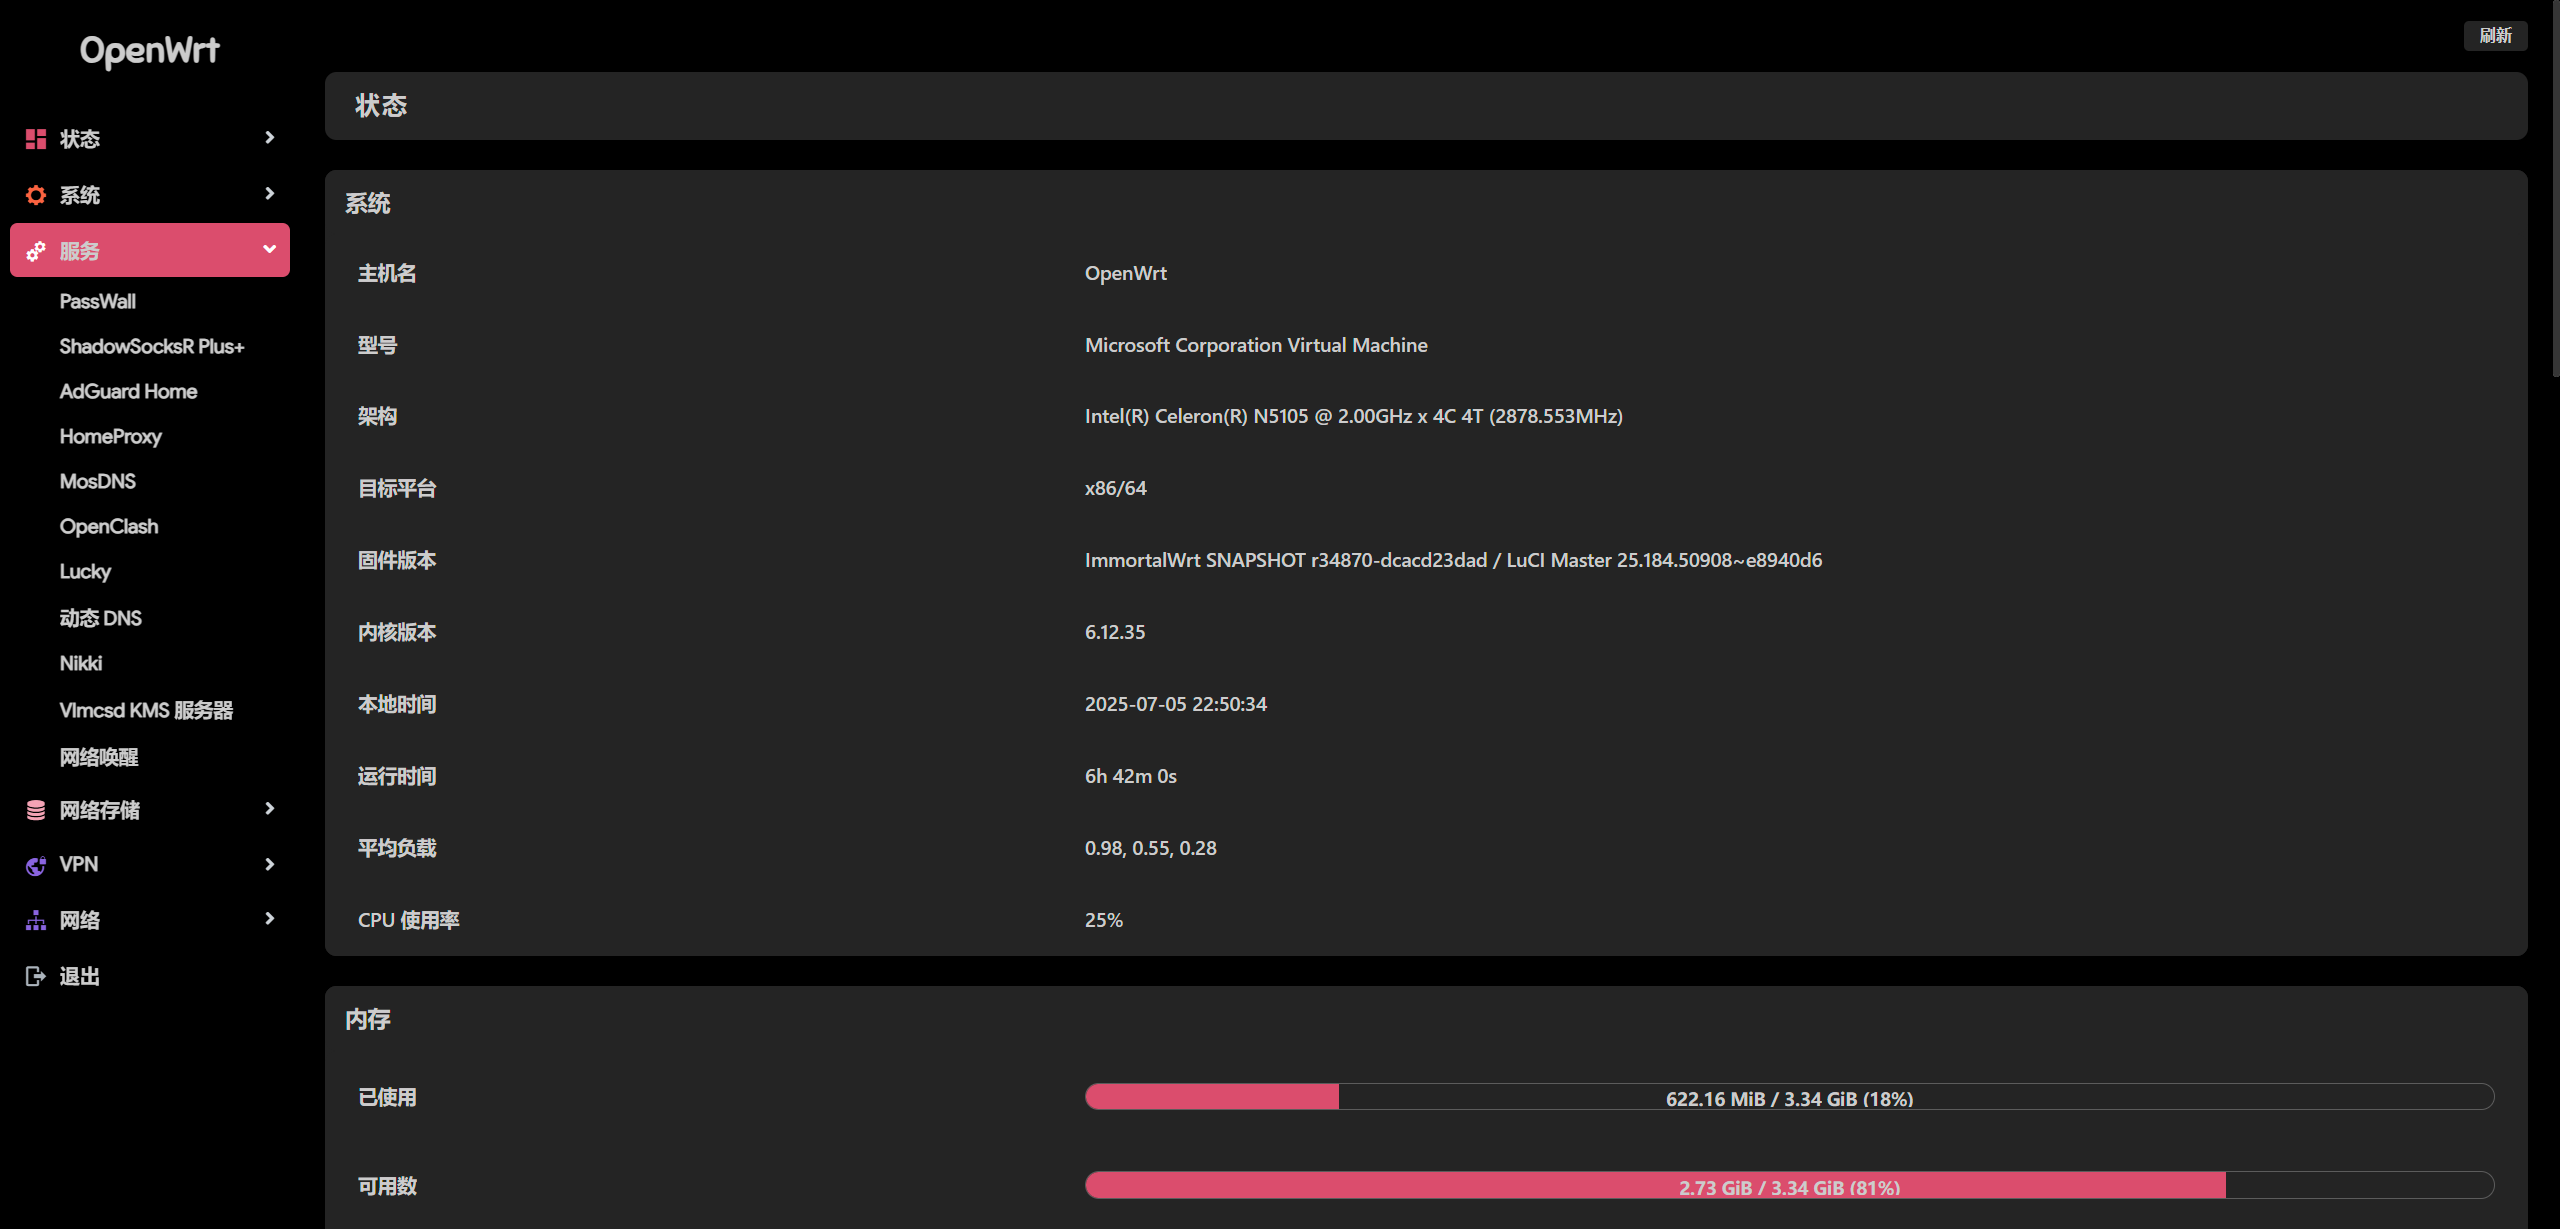 OpenWrt
状态
系统
服务
PassWall
ShadowSocksR Plus+
AdGuard Home
HomeProxy
MosDNS
OpenClash
Lucky
动态 DNS
Nikki
Vlmcsd KMS 服务器
网络唤醒
网络存储
VPN
网络
退出
刷新
状态
系统
主机名 OpenWrt
型号 Microsoft Corporation Virtual Machine
架构 Intel(R) Celeron(R) N5105 @ 2.00GHz x 4C 4T (2878.553MHz)
目标平台 x86/64
固件版本 ImmortalWrt SNAPSHOT r34870-dcacd23dad / LuCI Master 25.184.50908~e8940d6
内核版本 6.12.35
本地时间 2025-07-05 22:50:34
运行时间 6h 42m 0s
平均负载 0.98, 0.55, 0.28
CPU 使用率 25%
内存
已使用 622.16 MiB / 3.34 GiB (18%)
可用数 2.73 GiB / 3.34 GiB (81%)